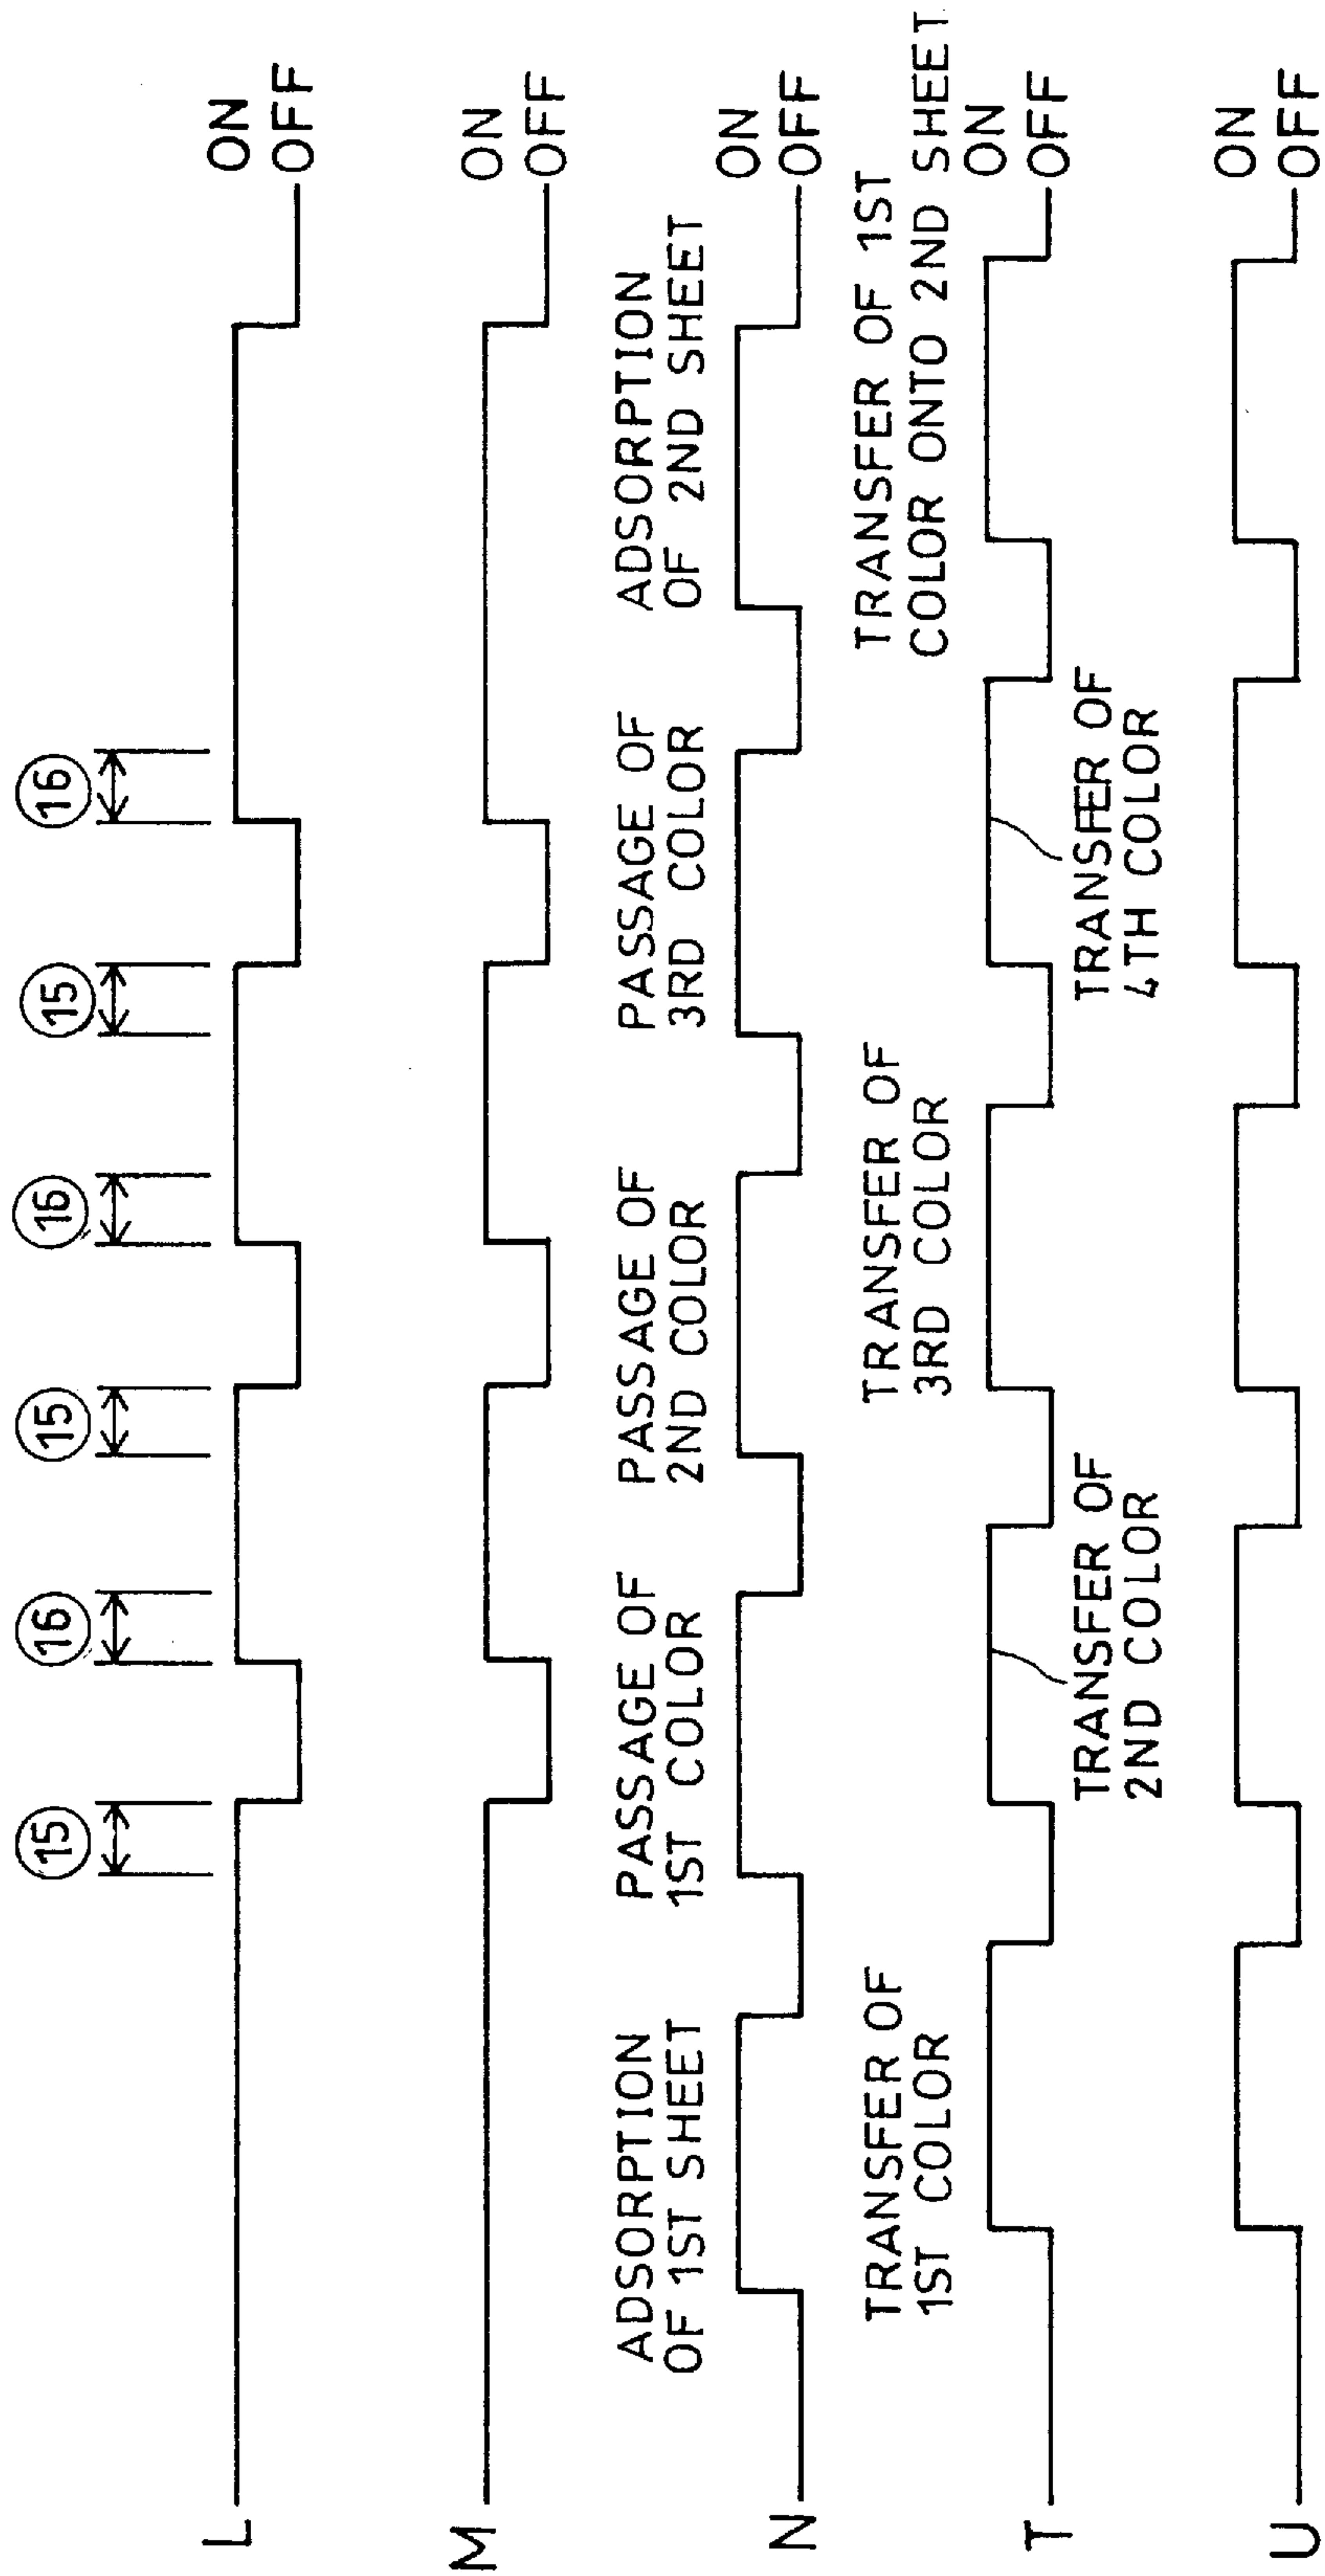 15
16
15
16
15
16
L
ON
OFF
M
ON
OFF
ADSORPTION
OF 1ST SHEET
PASSAGE OF
1ST COLOR
PASSAGE OF
2ND COLOR
PASSAGE OF
3RD COLOR
ADSORPTION
OF 2ND SHEET
N
ON
OFF
TRANSFER OF
1ST COLOR
TRANSFER OF
3RD COLOR
TRANSFER OF 1ST
COLOR ONTO 2ND SHEET
T
ON
OFF
TRANSFER OF
2ND COLOR
TRANSFER OF
4TH COLOR
U
ON
OFF